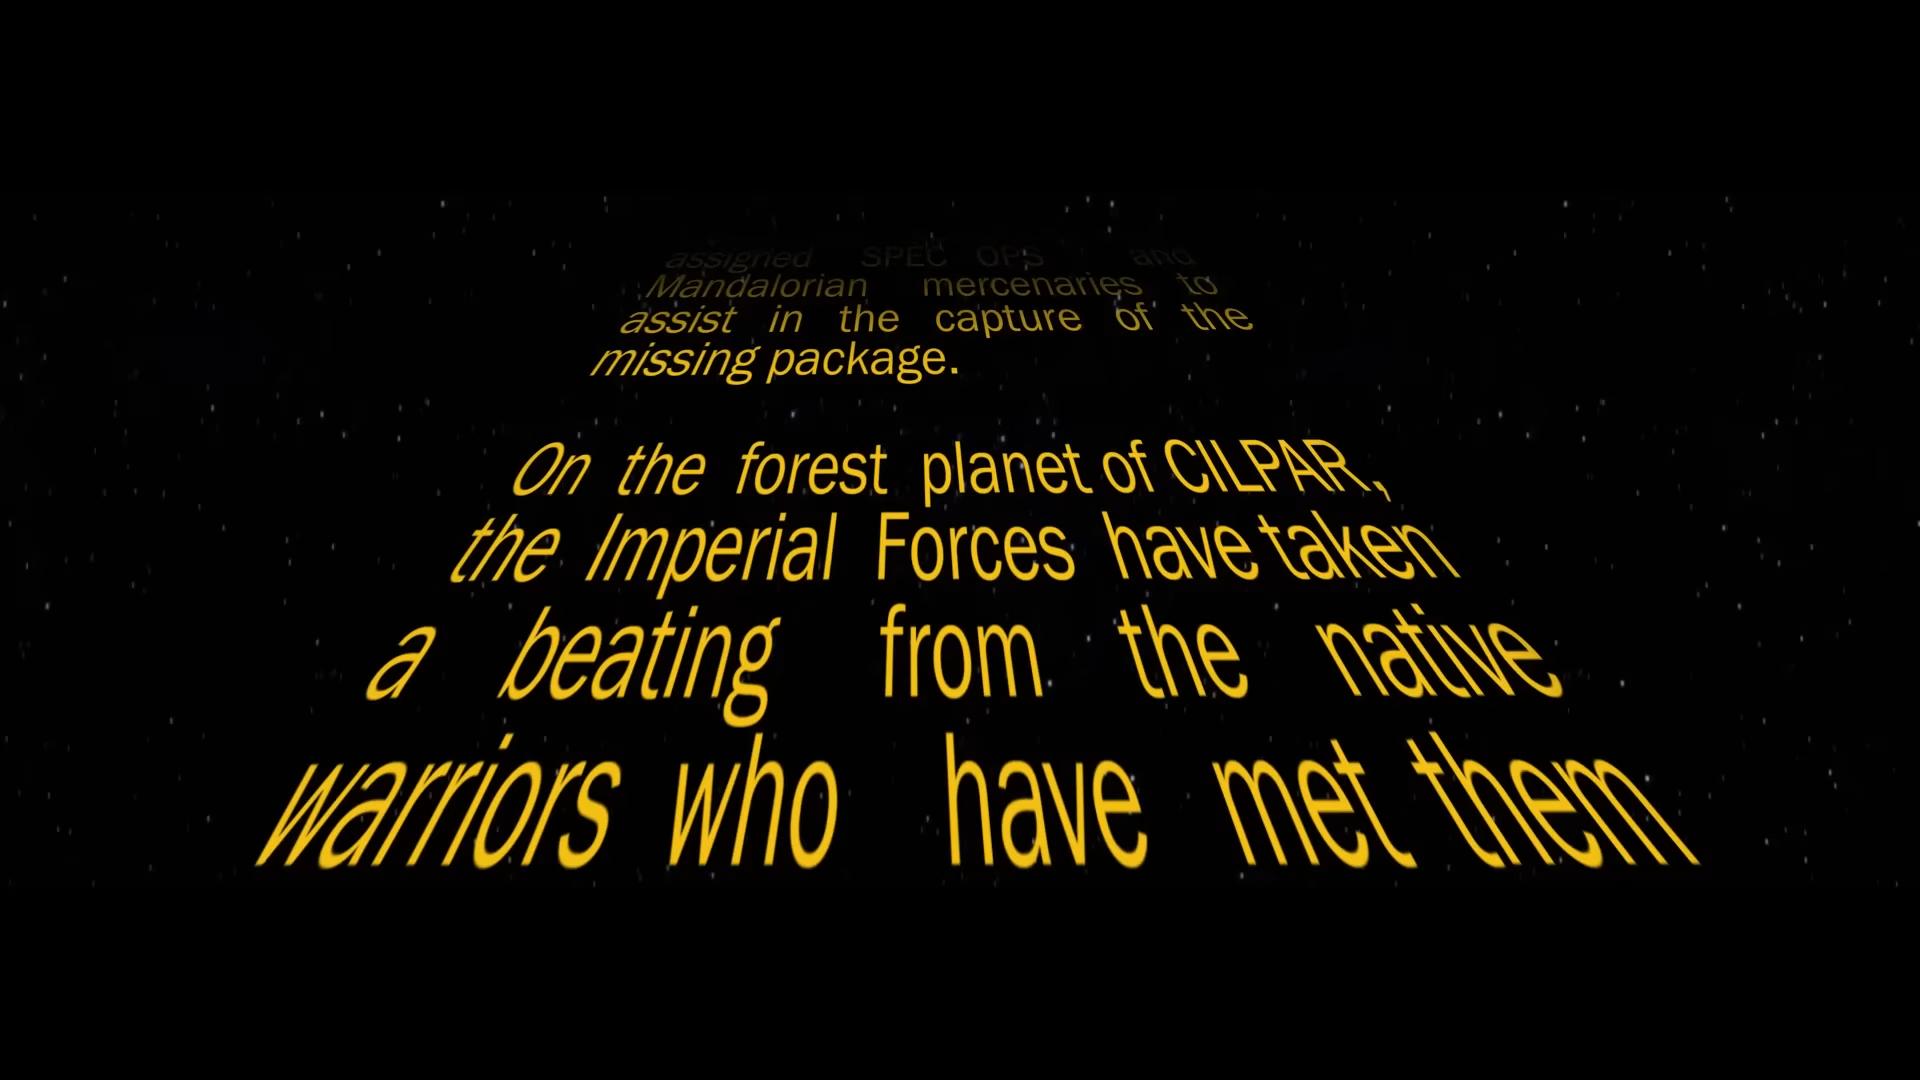 assigned SPEC OPS and
Mandalorian mercenaries to
assist in the capture of the
missing package.
On the forest planet of CILPAR,
the Imperial Forces have taken
a beating from the native
warriors who have met them